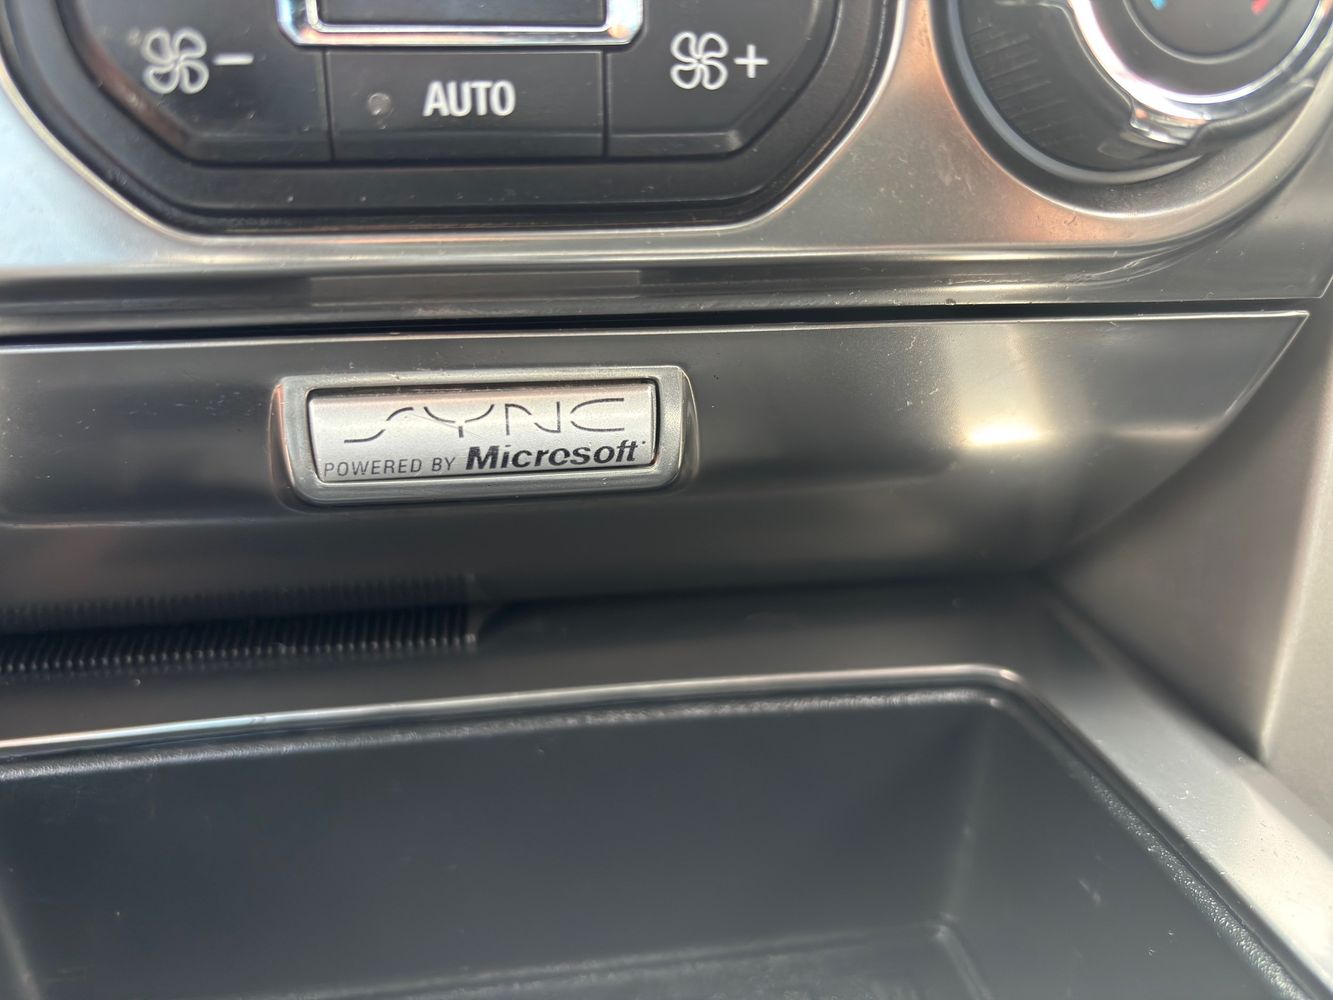 - AUTO +
SYNC
POWERED BY Microsoft